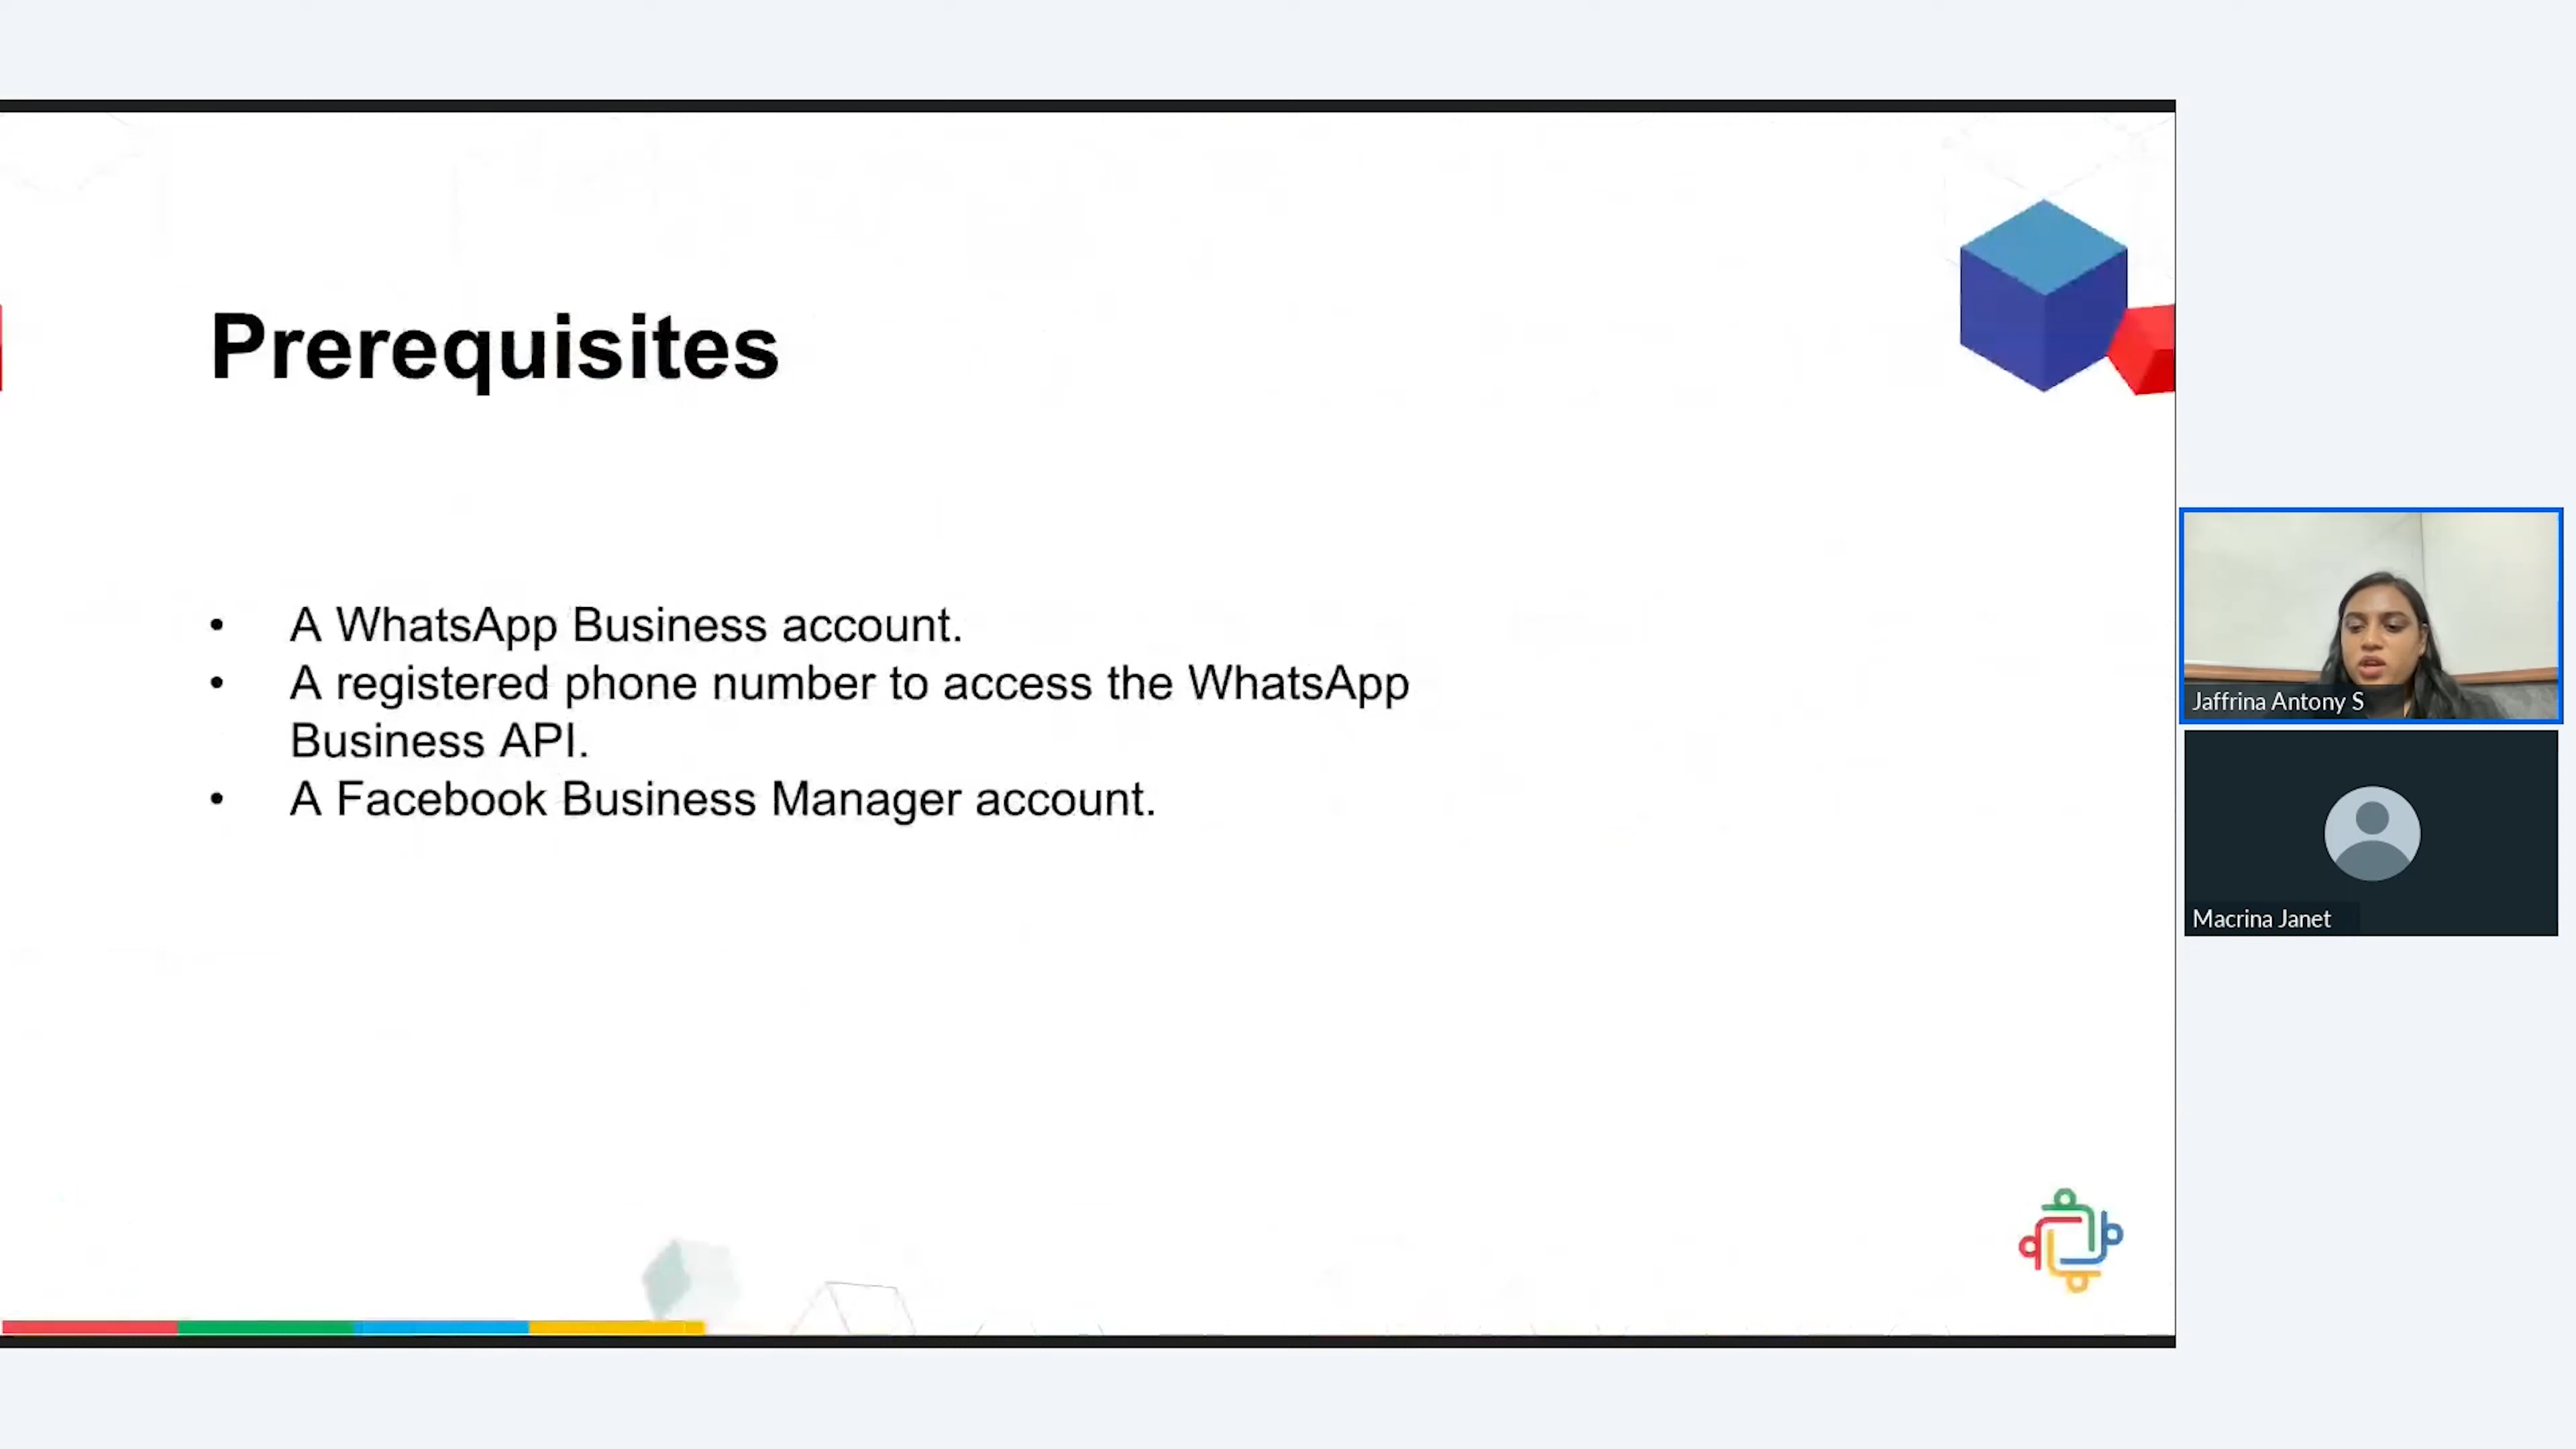 Prerequisites
• A WhatsApp Business account.
• A registered phone number to access the WhatsApp
Business API.
• A Facebook Business Manager account.
Jaffrina Antony S
Macrina Janet